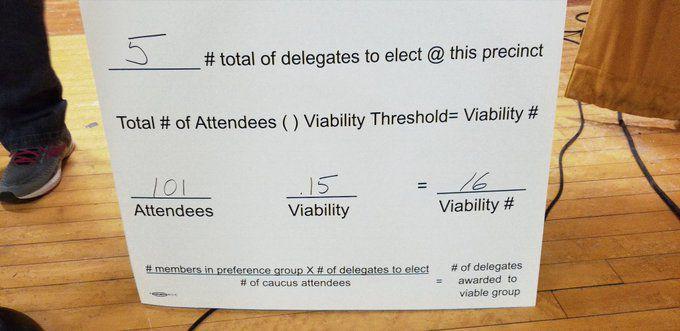 5 # total of delegates to elect @ this precinct
Total # of Attendees ( ) Viability Threshold= Viability #
101 .15 = 16
Attendees Viability Viability #
# members in preference group X # of delegates to elect # of delegates
# of caucus attendees = awarded to
viable group